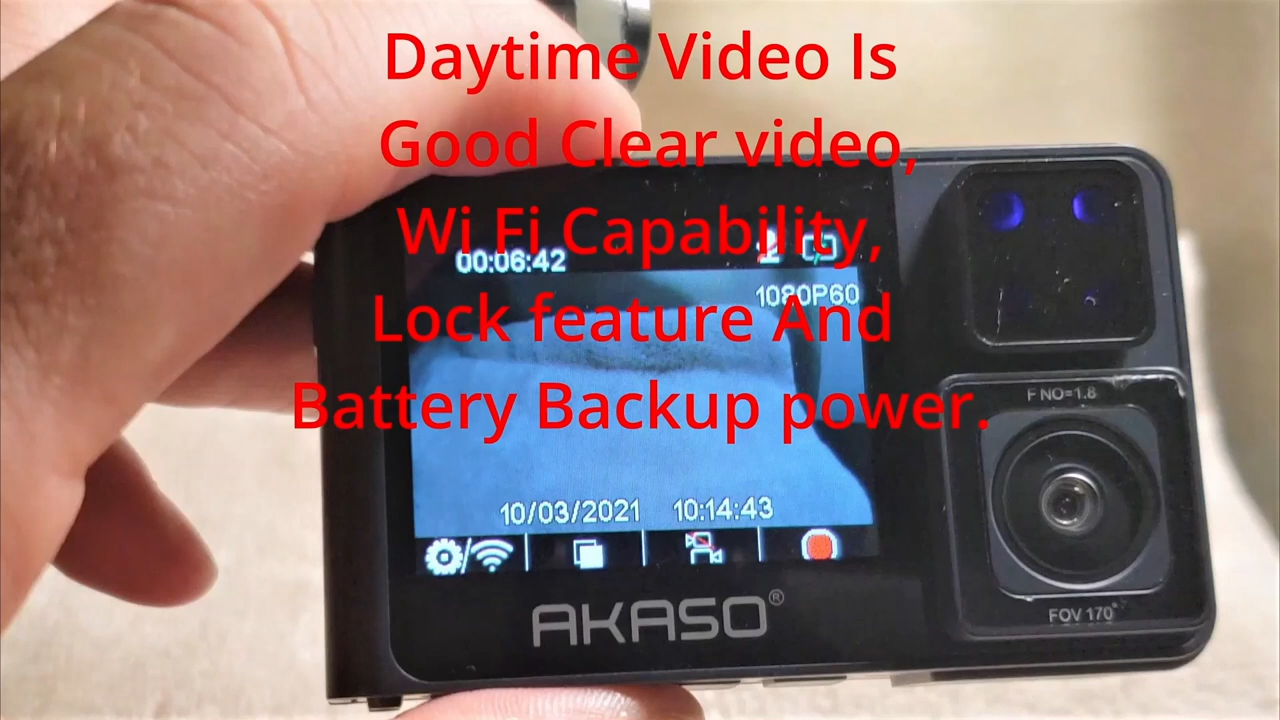 Daytime Video Is
Good Clear video,
Wi Fi Capability,
00:06:42
1080P60
Lock feature And
Battery Backup power.
F NO=1.8
10/03/2021 10:14:43
AKASO®
FOV 170°